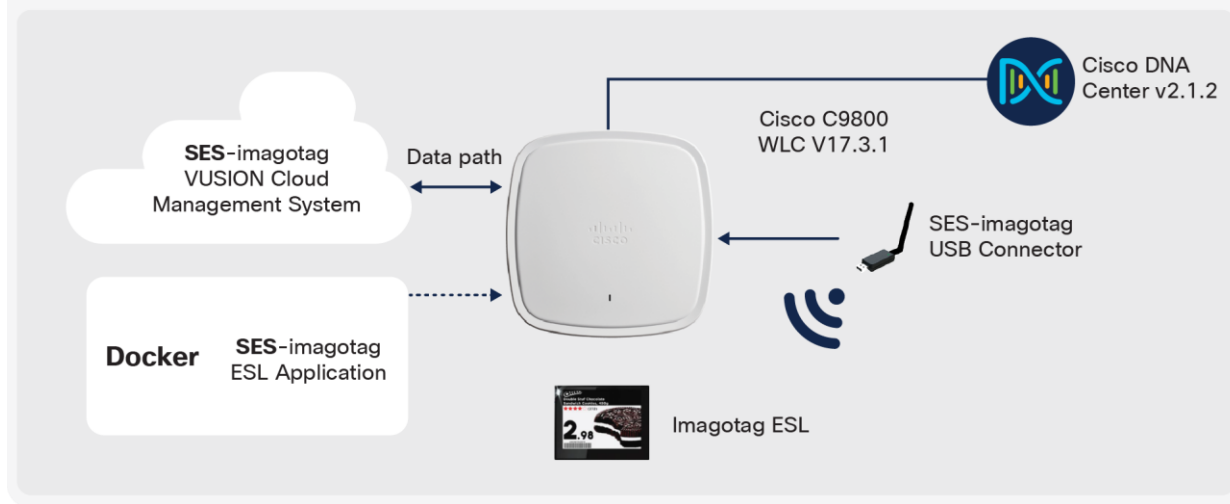 SES-imagotag
VUSION Cloud
Management System
Data path
Cisco C9800
WLC V17.3.1
Cisco DNA
Center v2.1.2
cisco
SES-imagotag
USB Connector
Docker
SES-imagotag
ESL Application
Imagotag ESL
2.98